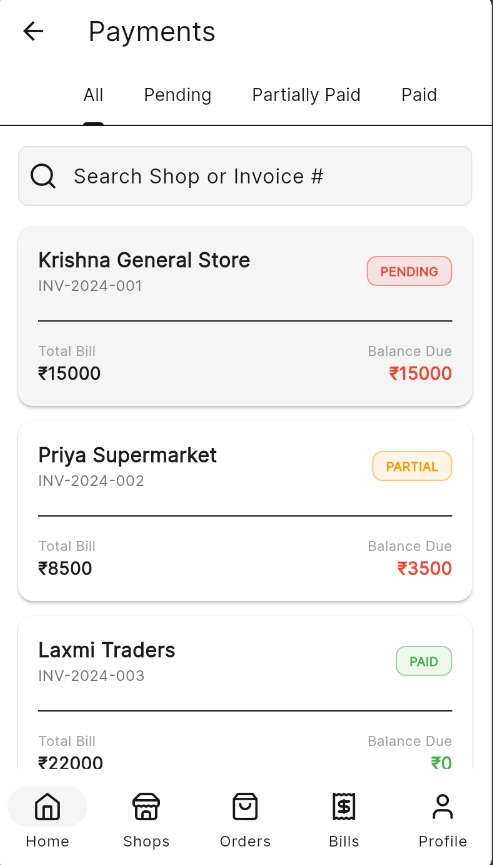 Payments
All Pending Partially Paid Paid
Search Shop or Invoice #
Krishna General Store
PENDING
INV-2024-001
Total Bill Balance Due
₹15000 ₹15000
Priya Supermarket
PARTIAL
INV-2024-002
Total Bill Balance Due
₹8500 ₹3500
Laxmi Traders
PAID
INV-2024-003
Total Bill Balance Due
₹22000 ₹0
Home Shops Orders Bills Profile